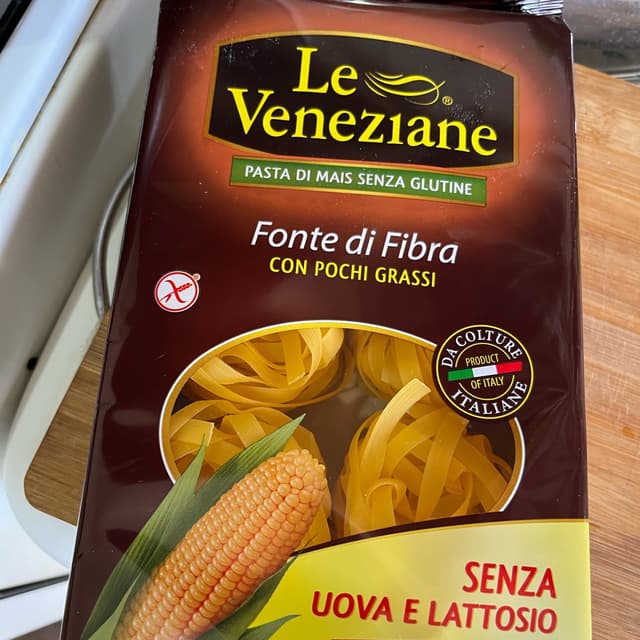 Le
Veneziane®
PASTA DI MAIS SENZA GLUTINE
Fonte di Fibra
CON POCHI GRASSI
DA COLTURE
PRODUCT
OF ITALY
ITALIANE
SENZA
UOVA E LATTOSIO